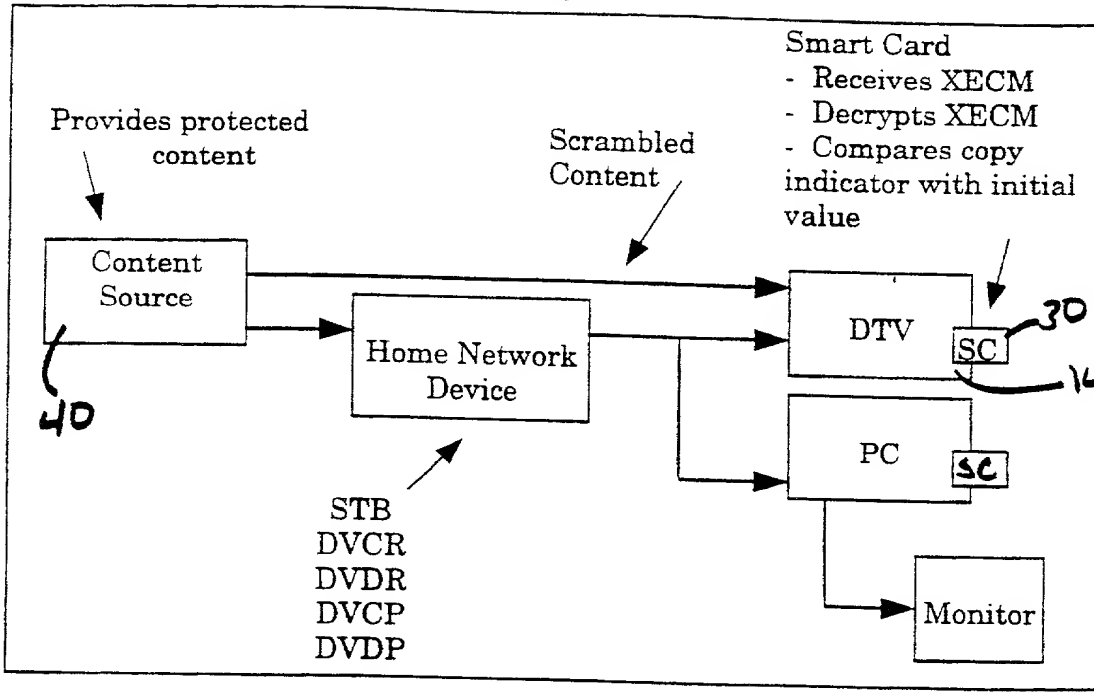 Smart Card
- Receives XECM
- Decrypts XECM
- Compares copy
indicator with initial
value
Provides protected
content
Scrambled
Content
Content
Source
40
Home Network
Device
DTV
SC
30
14
PC
SC
STB
DVCR
DVDR
DVCP
DVDP
Monitor